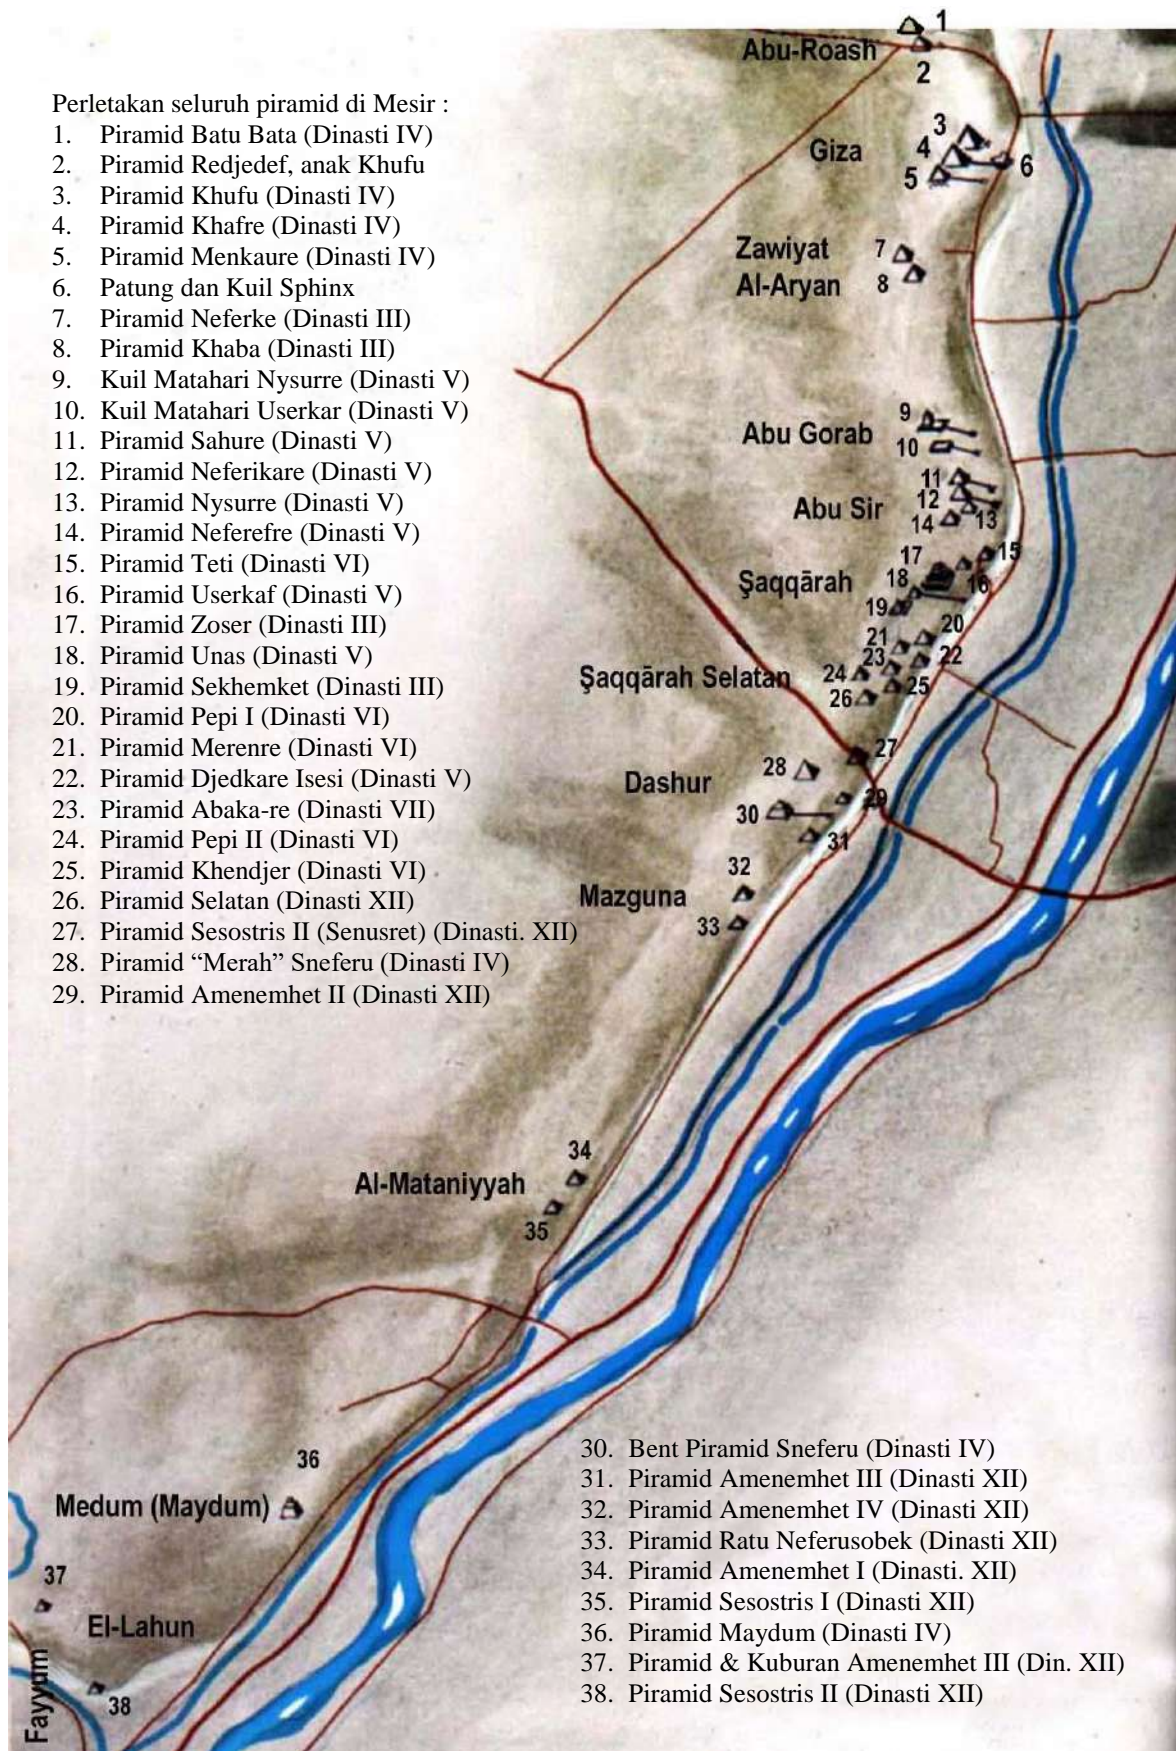 Perletakan seluruh piramid di Mesir :
1. Piramid Batu Bata (Dinasti IV)
2. Piramid Redjedef, anak Khufu
3. Piramid Khufu (Dinasti IV)
4. Piramid Khafre (Dinasti IV)
5. Piramid Menkaure (Dinasti IV)
6. Patung dan Kuil Sphinx
7. Piramid Neferke (Dinasti III)
8. Piramid Khaba (Dinasti III)
9. Kuil Matahari Nysurre (Dinasti V)
10. Kuil Matahari Userkar (Dinasti V)
11. Piramid Sahure (Dinasti V)
12. Piramid Neferikare (Dinasti V)
13. Piramid Nysurre (Dinasti V)
14. Piramid Neferefre (Dinasti V)
15. Piramid Teti (Dinasti VI)
16. Piramid Userkaf (Dinasti V)
17. Piramid Zoser (Dinasti III)
18. Piramid Unas (Dinasti V)
19. Piramid Sekhemket (Dinasti III)
20. Piramid Pepi I (Dinasti VI)
21. Piramid Merenre (Dinasti VI)
22. Piramid Djedkare Isesi (Dinasti V)
23. Piramid Abaka-re (Dinasti VII)
24. Piramid Pepi II (Dinasti VI)
25. Piramid Khendjer (Dinasti VI)
26. Piramid Selatan (Dinasti XII)
27. Piramid Sesostris II (Senusret) (Dinasti. XII)
28. Piramid “Merah” Sneferu (Dinasti IV)
29. Piramid Amenemhet II (Dinasti XII)
1
Abu-Roash
2
3
Giza
4
5
6
Zawiyat
Al-Aryan
7
8
9
Abu Gorab
10
11
12
Abu Sir
13
14
15
17
16
Şaqqārah
18
19
20
21
22
23
Şaqqārah Selatan
24
25
26
27
28
Dashur
29
30
31
32
Mazguna
33
34
Al-Mataniyyah
35
36
Medum (Maydum)
37
El-Lahun
Fayyum
38
30. Bent Piramid Sneferu (Dinasti IV)
31. Piramid Amenemhet III (Dinasti XII)
32. Piramid Amenemhet IV (Dinasti XII)
33. Piramid Ratu Neferusobek (Dinasti XII)
34. Piramid Amenemhet I (Dinasti. XII)
35. Piramid Sesostris I (Dinasti XII)
36. Piramid Maydum (Dinasti IV)
37. Piramid & Kuburan Amenemhet III (Din. XII)
38. Piramid Sesostris II (Dinasti XII)